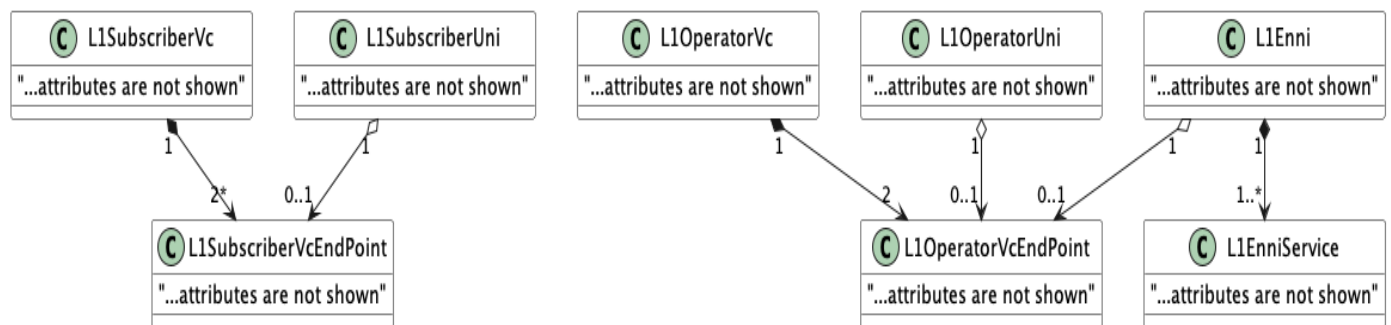 C L1SubscriberVc
"...attributes are not shown"
C L1SubscriberUni
"...attributes are not shown"
C L1OperatorVc
"...attributes are not shown"
C L1OperatorUni
"...attributes are not shown"
C L1Enni
"...attributes are not shown"
1
1
1
1
1
1
2*
0..1
2
0..1
0..1
1..*
C L1SubscriberVcEndPoint
"...attributes are not shown"
C L1OperatorVcEndPoint
"...attributes are not shown"
C L1EnniService
"...attributes are not shown"